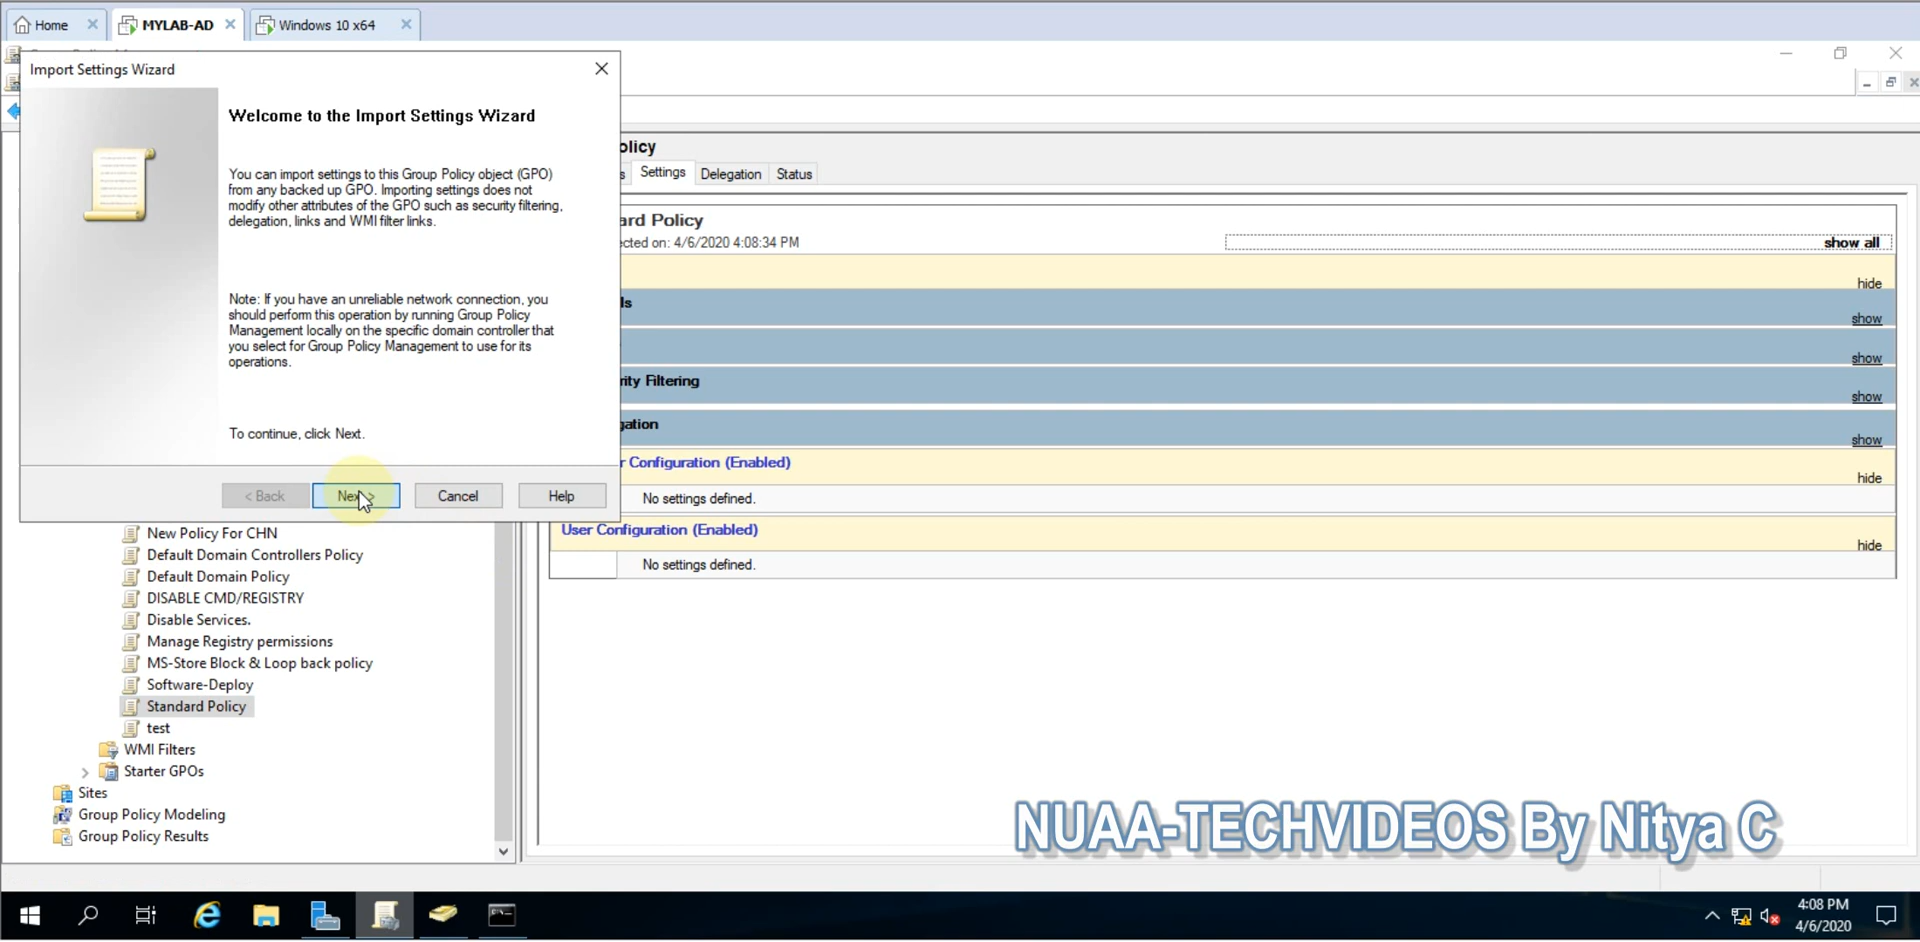 Home
MYLAB-AD
Windows 10 x64
Import Settings Wizard
Welcome to the Import Settings Wizard
You can import settings to this Group Policy object (GPO)
from any backed up GPO. Importing settings does not
modify other attributes of the GPO such as security filtering,
delegation, links and WMI filter links.
Note: If you have an unreliable network connection, you
should perform this operation by running Group Policy
Management locally on the specific domain controller that
you select for Group Policy Management to use for its
operations.
To continue, click Next.
< Back
Next >
Cancel
Help
olicy
s
Settings
Delegation
Status
ard Policy
ected on: 4/6/2020 4:08:34 PM
show all
hide
ls
show
show
rity Filtering
show
gation
show
r Configuration (Enabled)
hide
No settings defined.
User Configuration (Enabled)
hide
No settings defined.
New Policy For CHN
Default Domain Controllers Policy
Default Domain Policy
DISABLE CMD/REGISTRY
Disable Services.
Manage Registry permissions
MS-Store Block & Loop back policy
Software-Deploy
Standard Policy
test
WMI Filters
Starter GPOs
Sites
Group Policy Modeling
Group Policy Results
NUAA-TECHVIDEOS By Nitya C
4:08 PM
4/6/2020